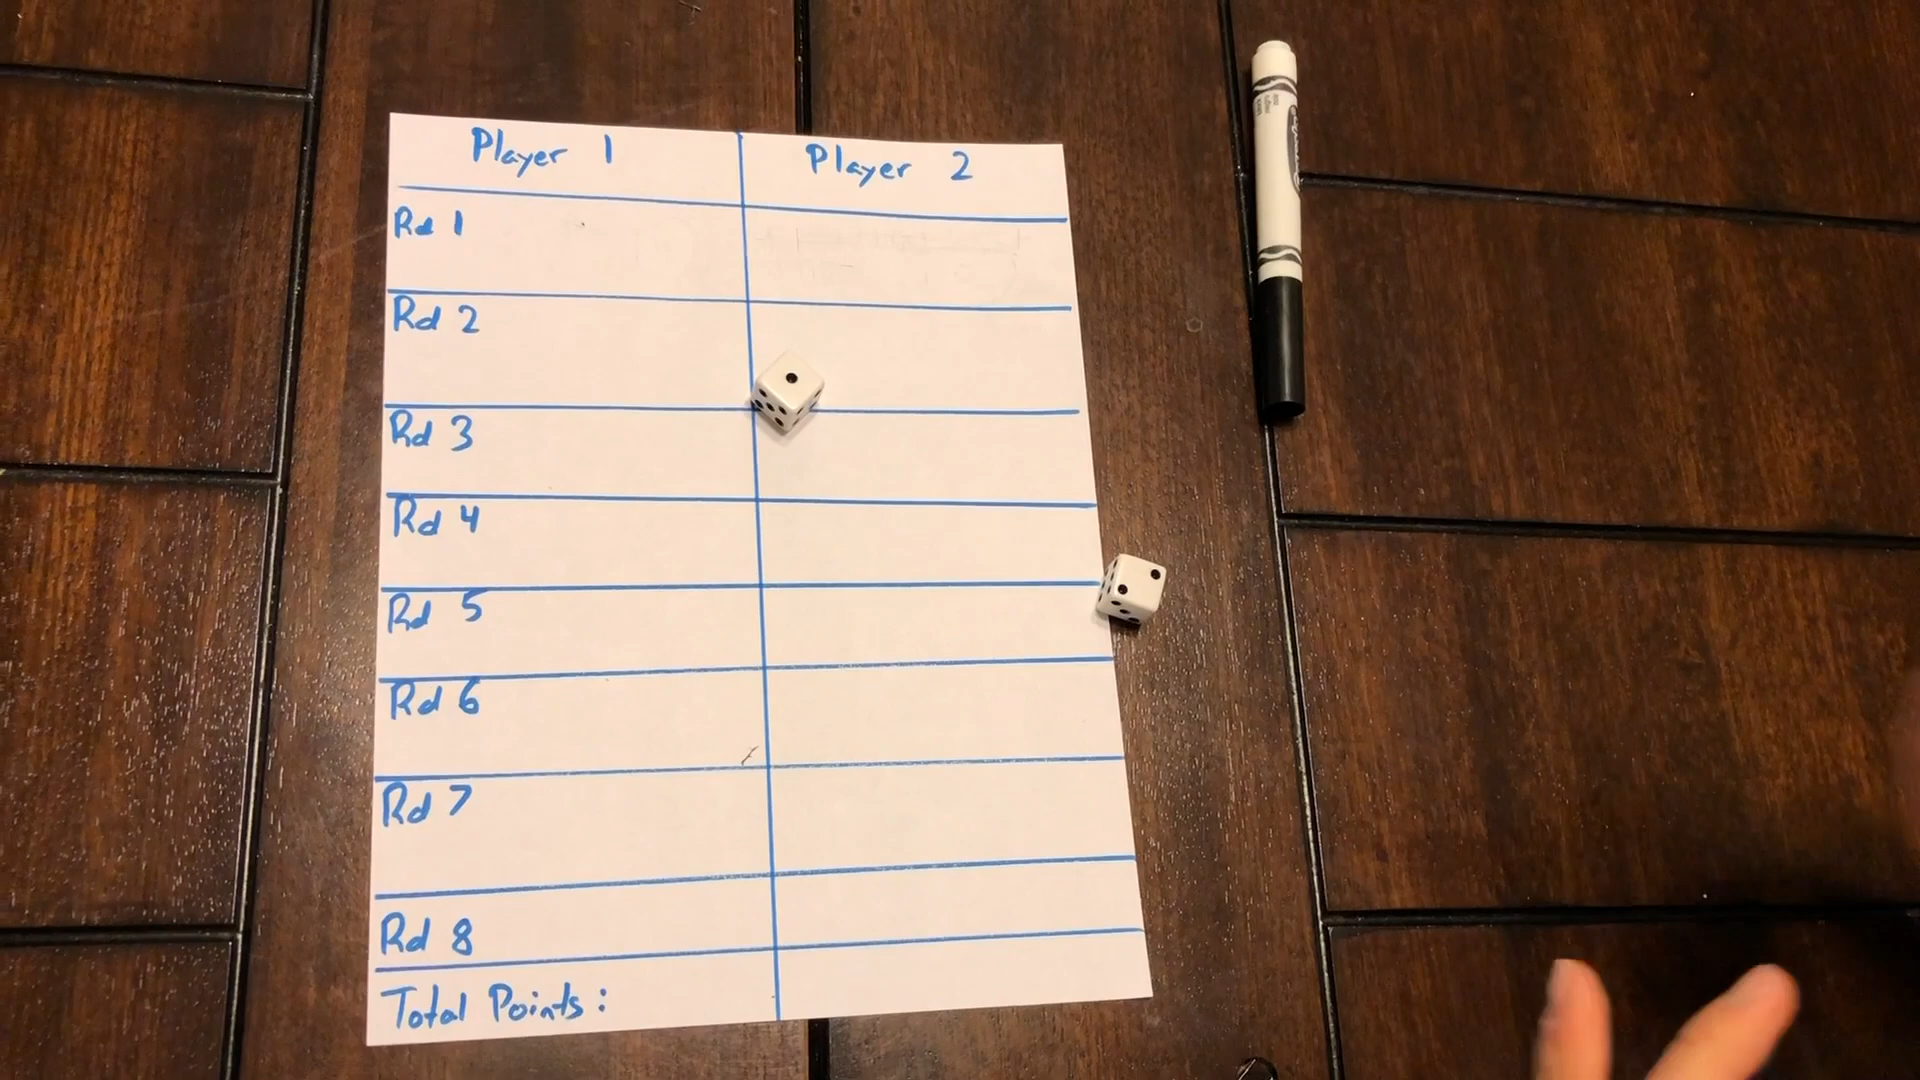 Player 1 Player 2
Rd 1
Rd 2
Rd 3
Rd 4
Rd 5
Rd 6
Rd 7
Rd 8
Total Points: